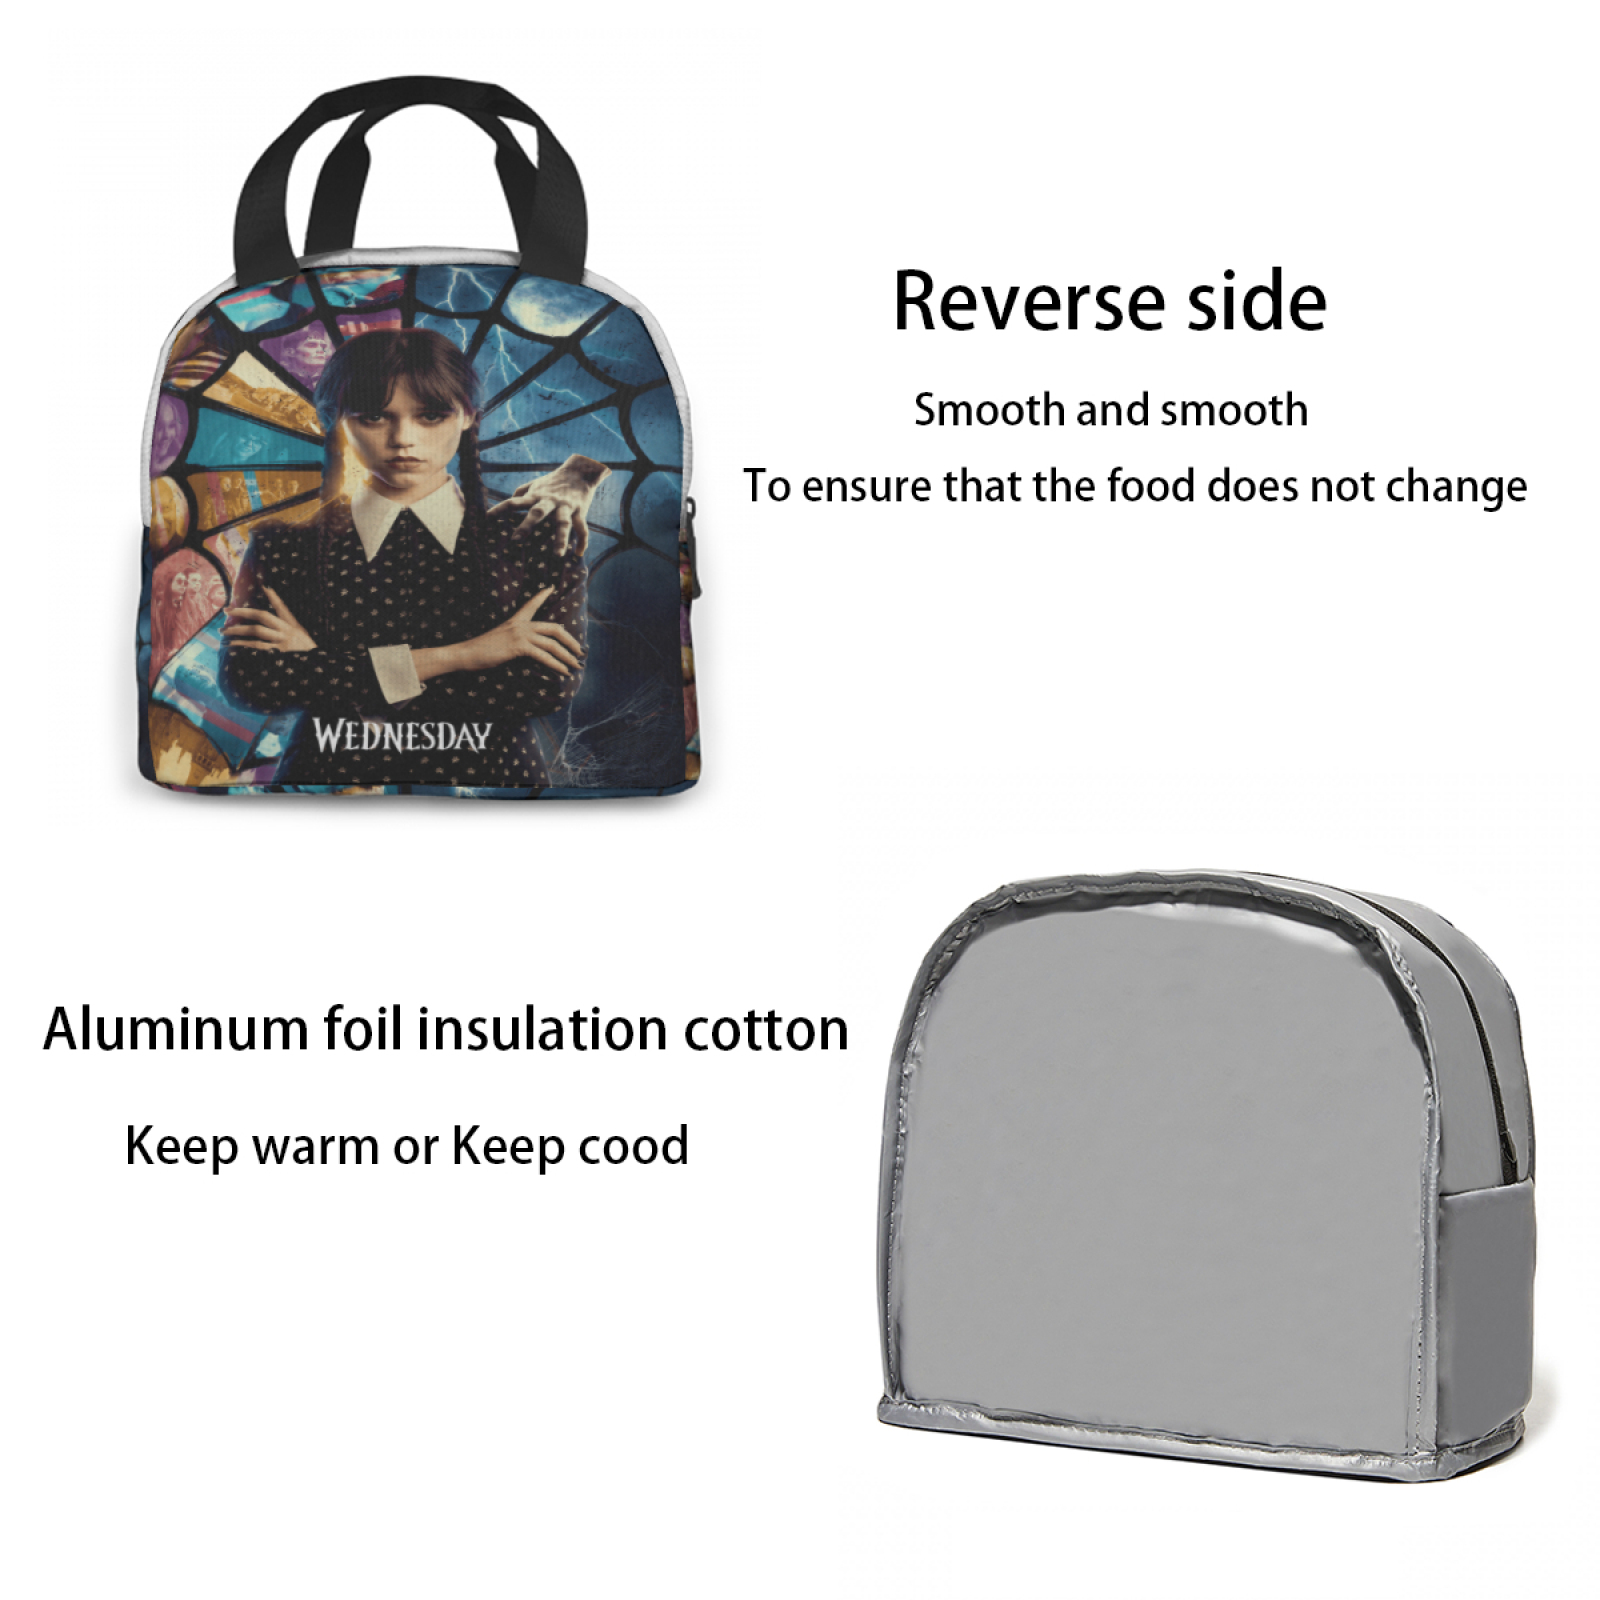 Reverse side
Smooth and smooth
To ensure that the food does not change
WEDNESDAY
Aluminum foil insulation cotton
Keep warm or Keep cood